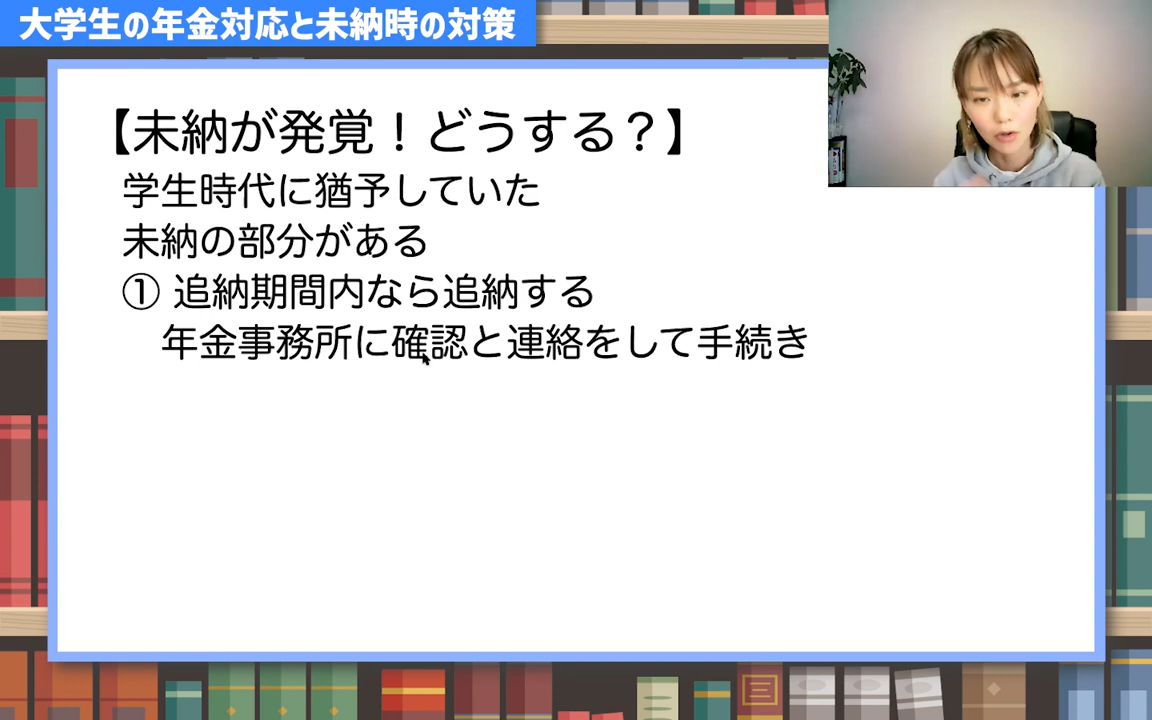 大学生の年金対応と未納時の対策
【未納が発覚！どうする？】
学生時代に猶予していた
未納の部分がある
① 追納期間内なら追納する
年金事務所に確認と連絡をして手続き